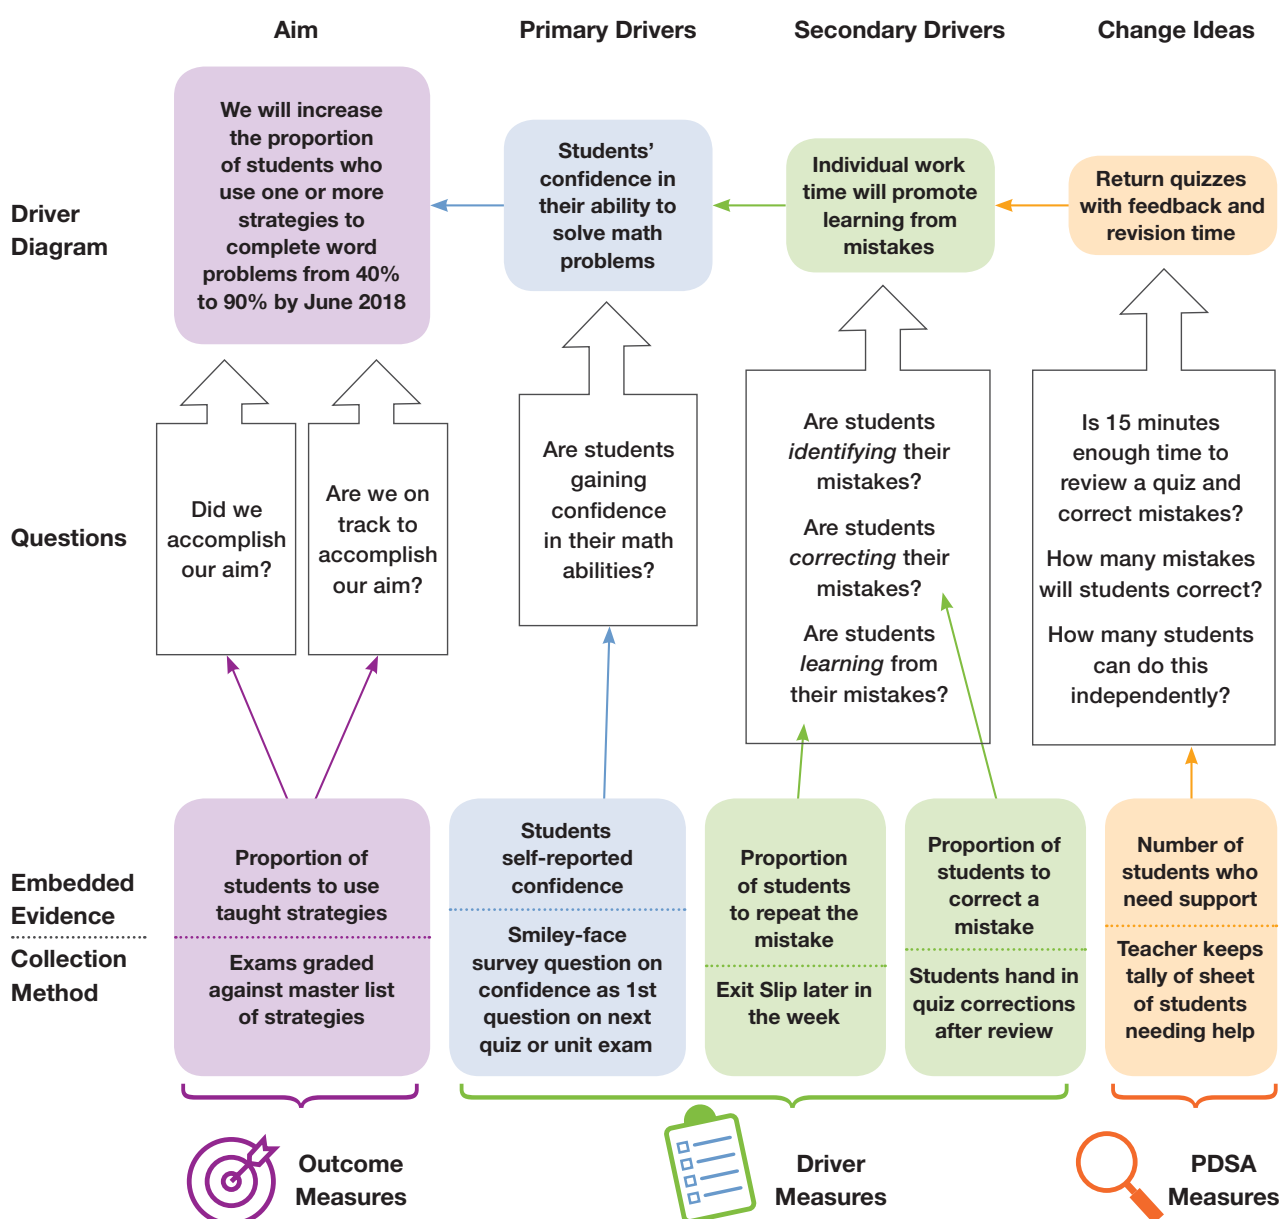 Aim
Primary Drivers
Secondary Drivers
Change Ideas
Driver
Diagram
We will increase
the proportion
of students who
use one or more
strategies to
complete word
problems from 40%
to 90% by June 2018
Students’
confidence in
their ability to
solve math
problems
Individual work
time will promote
learning from
mistakes
Return quizzes
with feedback and
revision time
Questions
Did we
accomplish
our aim?
Are we on
track to
accomplish
our aim?
Are students
gaining
confidence
in their math
abilities?
Are students
identifying their
mistakes?
Are students
correcting their
mistakes?
Are students
learning from
their mistakes?
Is 15 minutes
enough time to
review a quiz and
correct mistakes?
How many mistakes
will students correct?
How many students
can do this
independently?
Embedded
Evidence
Collection
Method
Proportion of
students to use
taught strategies
Exams graded
against master list
of strategies
Students
self-reported
confidence
Smiley-face
survey question on
confidence as 1st
question on next
quiz or unit exam
Proportion
of students
to repeat the
mistake
Exit Slip later in
the week
Proportion of
students to
correct a
mistake
Students hand in
quiz corrections
after review
Number of
students who
need support
Teacher keeps
tally of sheet
of students
needing help
Outcome
Measures
Driver
Measures
PDSA
Measures